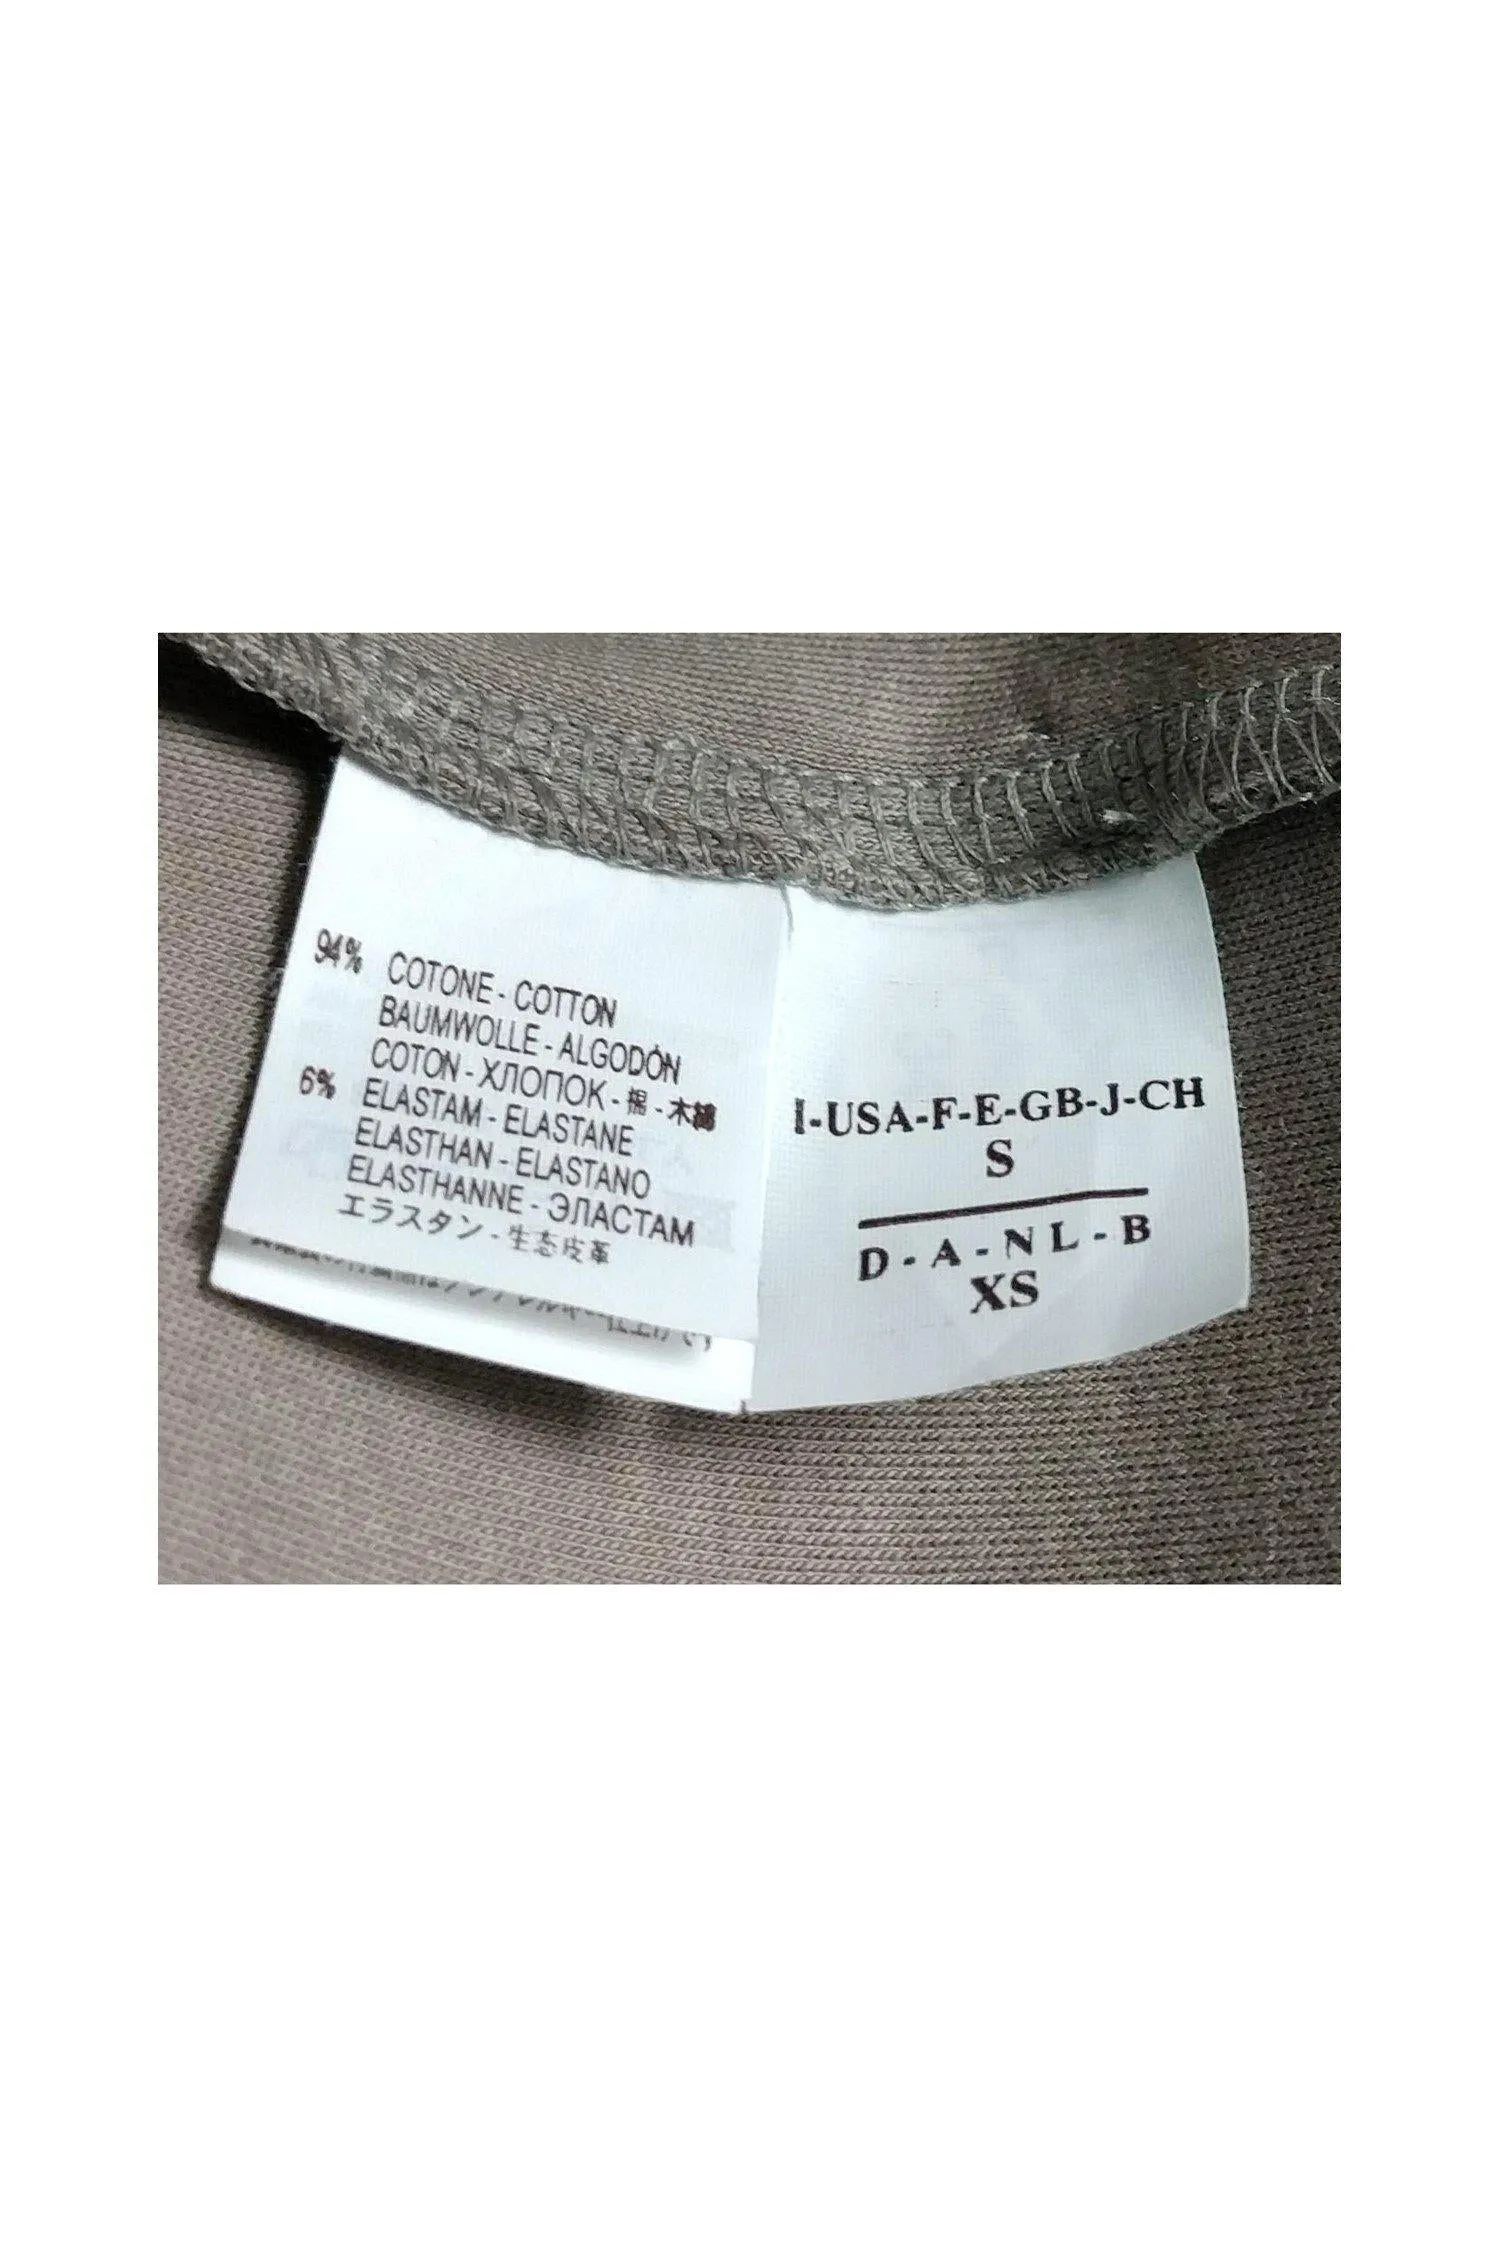 94% COTONE - COTTON
BAUMWOLLE - ALGODÓN
COTON - ХЛОПОК - 棉 - 木綿
6% ELASTAM - ELASTANE
ELASTHAN - ELASTANO
ELASTHANNE - ЭЛАСТАМ
エラスタン - 生态皮革
I-USA-F-E-GB-J-CH
S
D - A - N L - B
XS